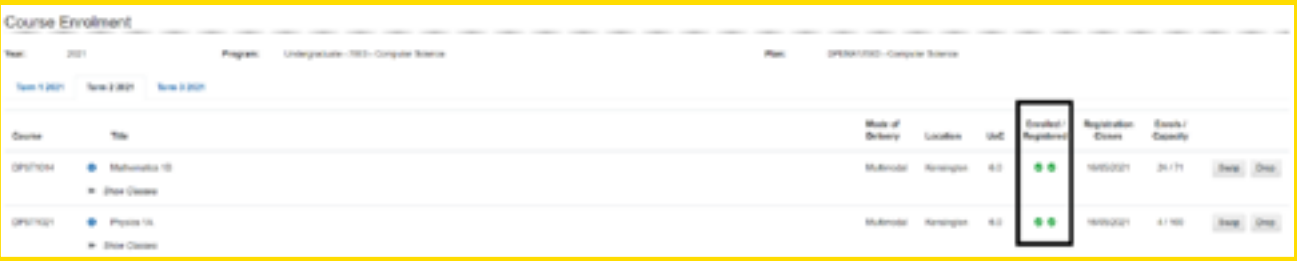 Course Enrolment
Year: 2021 Program: Undergraduate - - Computer Science Plan: - Computer Science
Term 1 2021 Term 2 2021 Term 3 2021
Course Title Mode of Delivery Location UoC Enrolled / Registered Registration Closes Enrols / Capacity
Mathematics 1B Multimodal Kensington 6.0 Swap Drop
Show Classes
Physics 1A Multimodal Kensington 6.0 Swap Drop
Show Classes